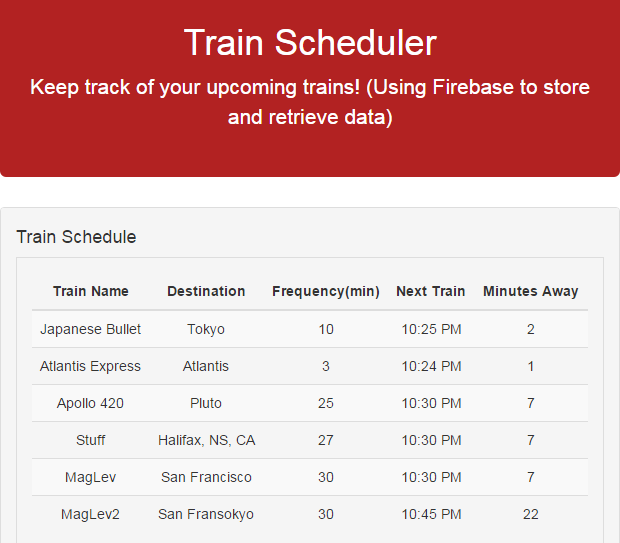 Train Scheduler
Keep track of your upcoming trains! (Using Firebase to store
and retrieve data)
Train Schedule
Train Name Destination Frequency(min) Next Train Minutes Away
Japanese Bullet Tokyo 10 10:25 PM 2
Atlantis Express Atlantis 3 10:24 PM 1
Apollo 420 Pluto 25 10:30 PM 7
Stuff Halifax, NS, CA 27 10:30 PM 7
MagLev San Francisco 30 10:30 PM 7
MagLev2 San Fransokyo 30 10:45 PM 22